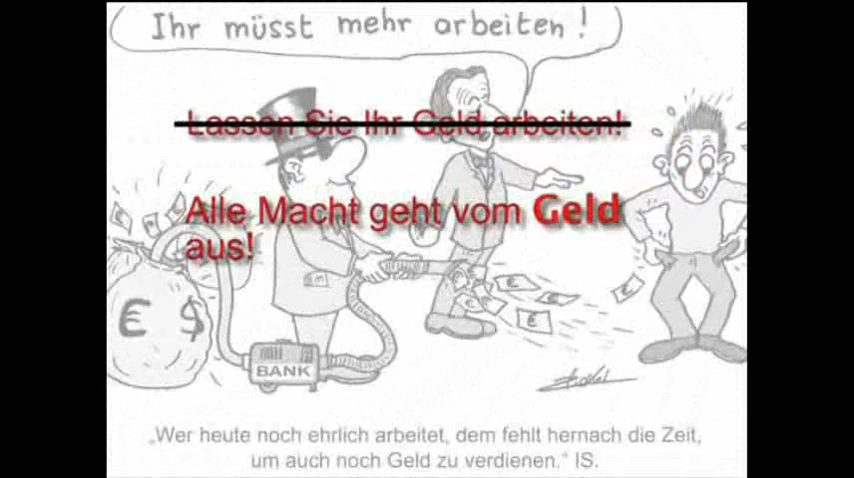 Ihr müsst mehr arbeiten!
Lassen Sie Ihr Geld arbeiten!
Alle Macht geht vom Geld
aus!
€ $
BANK
„Wer heute noch ehrlich arbeitet, dem fehlt hernach die Zeit,
um auch noch Geld zu verdienen.“ IS.